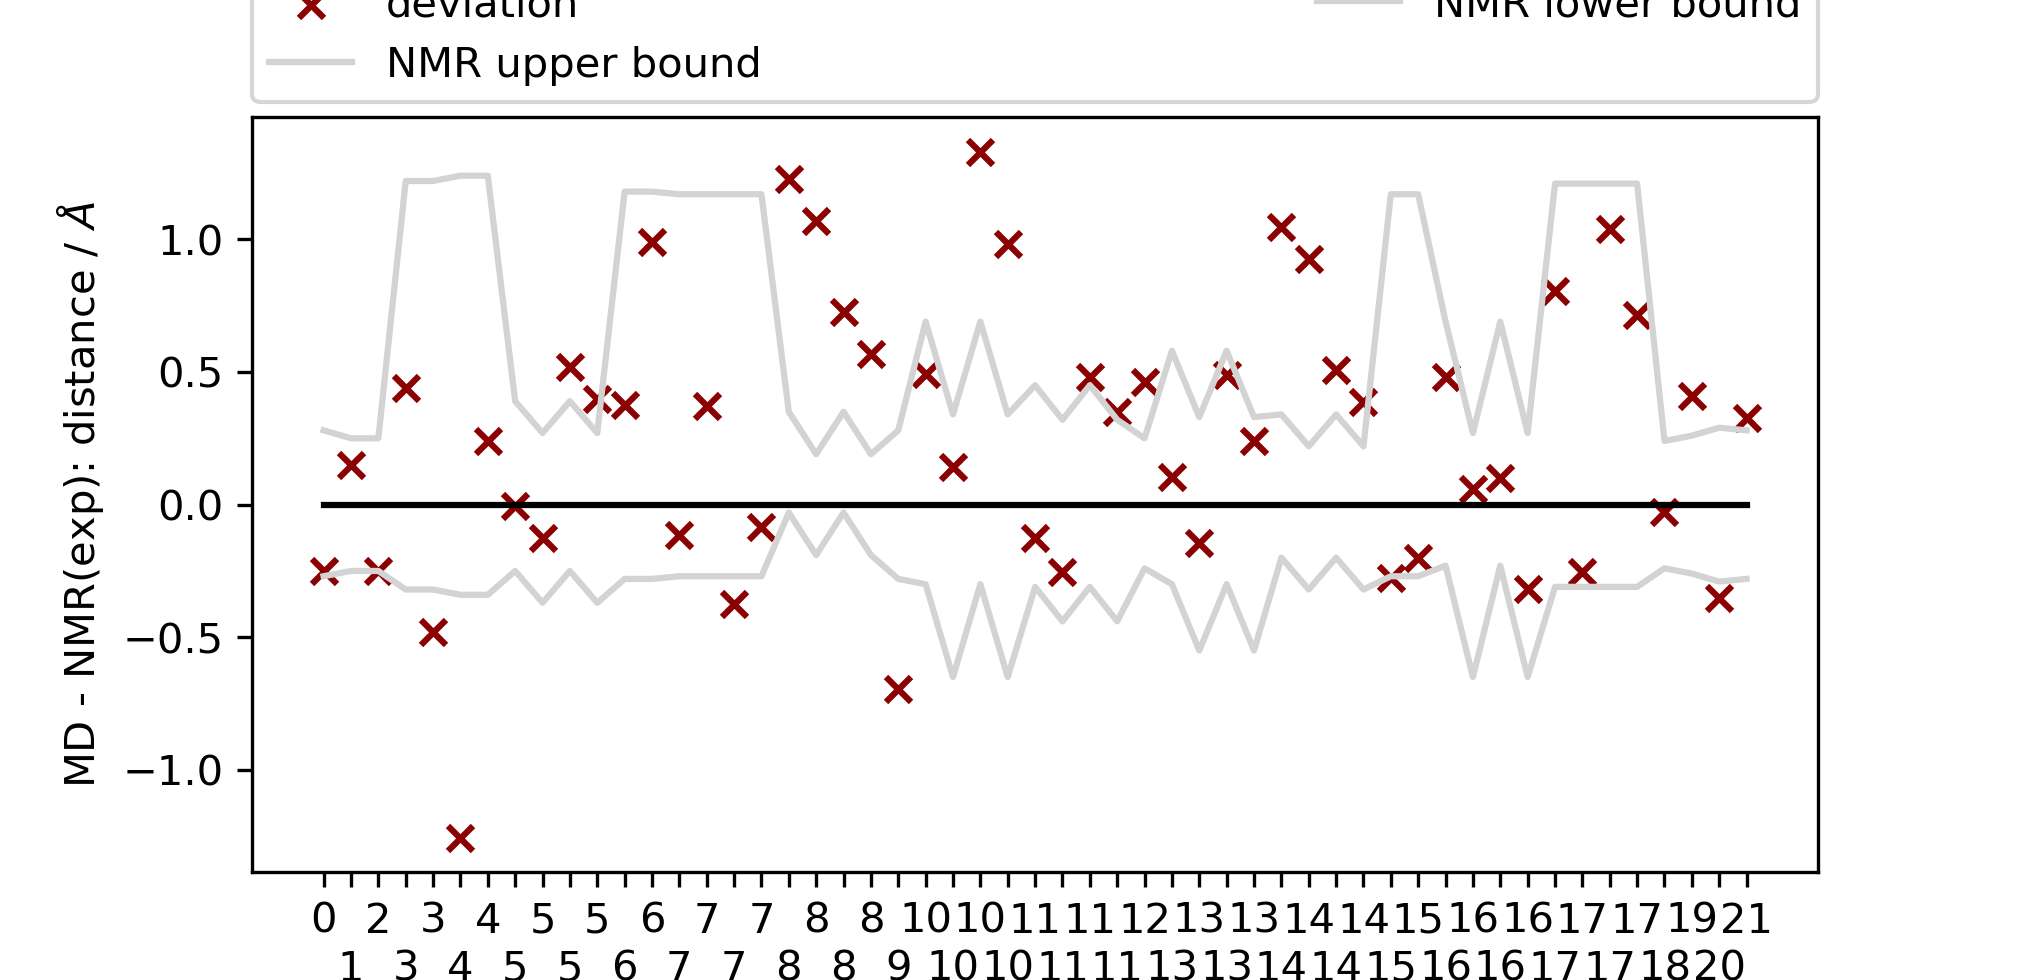 deviation
NMR upper bound
NMR lower bound
MD - NMR(exp): distance / Å
1.0
0.5
0.0
−0.5
−1.0
0 2 3 4 5 5 6 7 7 8 8 10 10 11 11 12 13 13 14 14 15 16 16 17 17 19 21
1 3 4 5 5 6 7 7 8 8 9 10 10 11 11 13 13 14 14 15 16 16 17 17 18 20